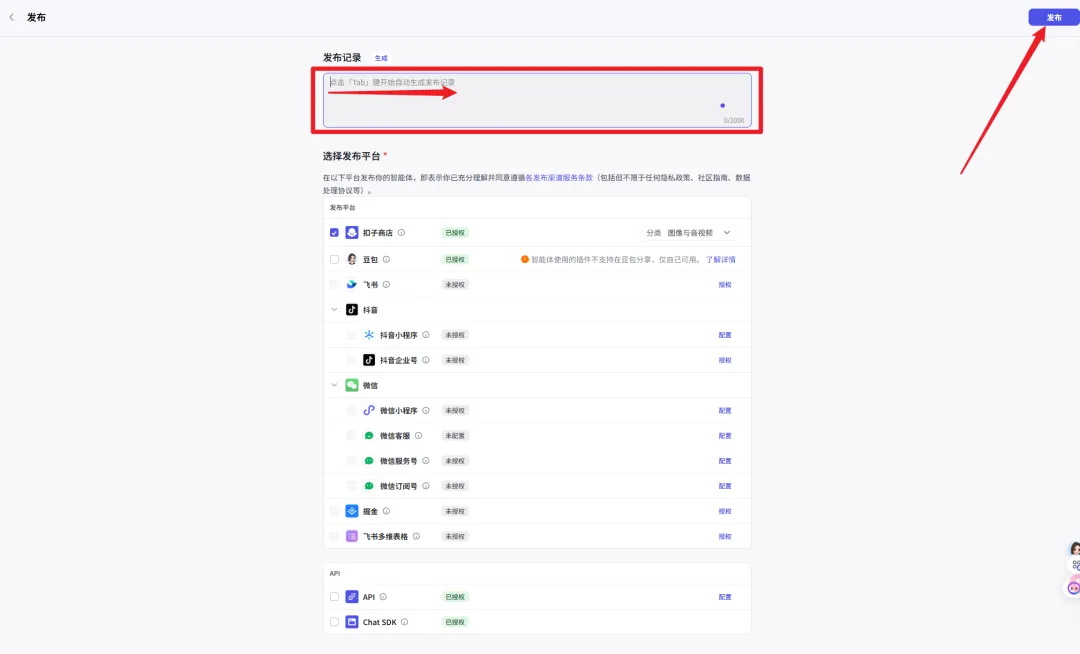 发布
发布
发布记录 生成
点击「Tab」键开始自动生成发布记录
0/2000
选择发布平台 *
在以下平台发布你的智能体，即表示你已充分理解并同意遵循各发布渠道服务条款（包括但不限于任何隐私政策、社区指南、数据
处理协议等）。
发布平台
扣子商店 已授权 分类 图像与音视频
豆包 已授权 智能体使用的插件不支持在豆包分享，仅自己可用。 了解详情
飞书 未授权 授权
抖音
抖音小程序 未授权 配置
抖音企业号 未授权 授权
微信
微信小程序 未授权 配置
微信客服 未配置 配置
微信服务号 未授权 配置
微信订阅号 未授权 配置
掘金 未授权 授权
飞书多维表格 未授权 授权
API
API 已授权 配置
Chat SDK 已授权